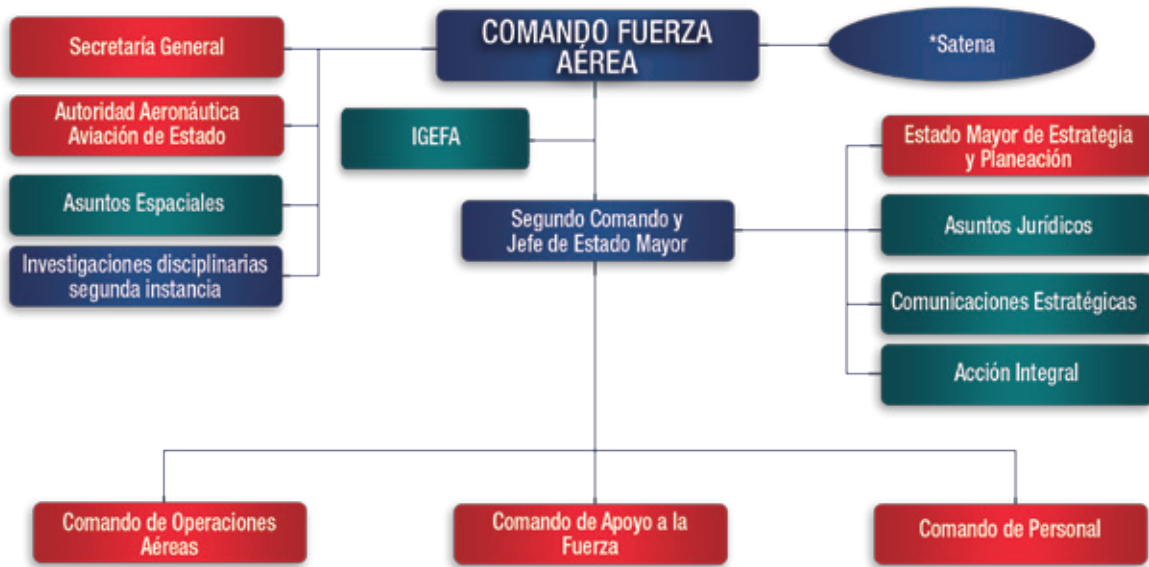 COMANDO FUERZA
AÉREA
*Satena
Secretaría General
Autoridad Aeronáutica
Aviación de Estado
Asuntos Espaciales
Investigaciones disciplinarias
segunda instancia
IGEFA
Segundo Comando y
Jefe de Estado Mayor
Estado Mayor de Estrategia
y Planeación
Asuntos Jurídicos
Comunicaciones Estratégicas
Acción Integral
Comando de Operaciones
Aéreas
Comando de Apoyo a la
Fuerza
Comando de Personal